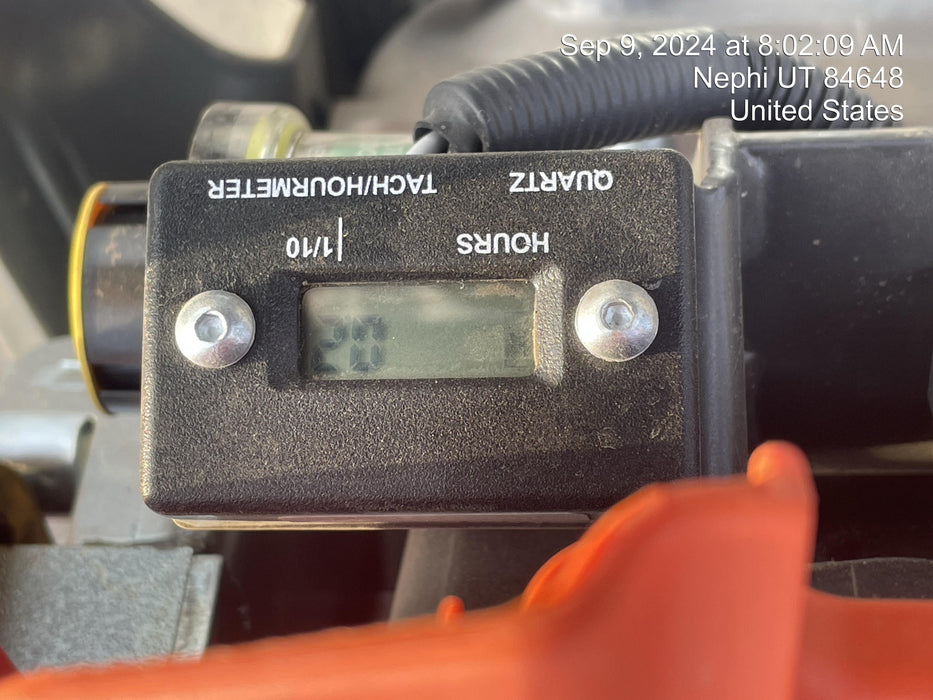 Sep 9, 2024 at 8:02:09 AM
Nephi UT 84648
United States
02
HOURS 1/10
QUARTZ TACH/HOURMETER